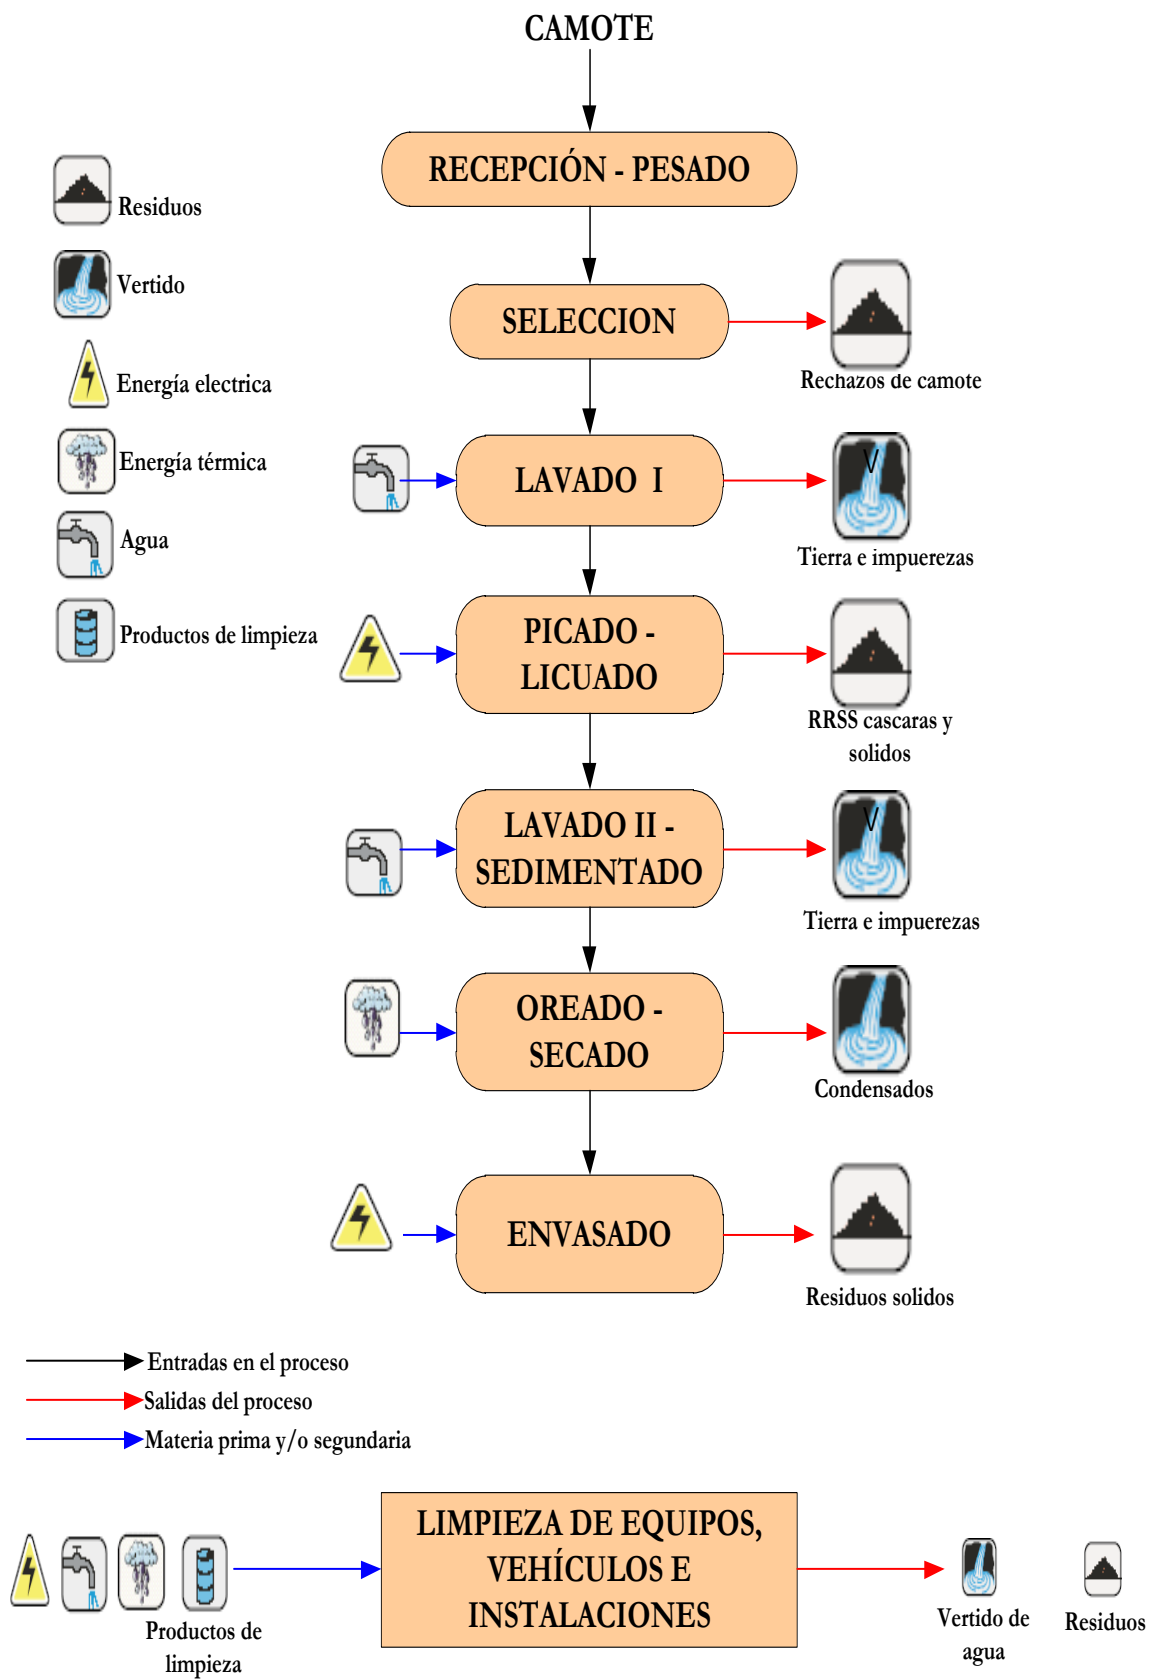 CAMOTE
RECEPCIÓN - PESADO
Residuos
Vertido
SELECCION
Rechazos de camote
Energía electrica
Energía térmica
LAVADO I
V
Tierra e impuerezas
Agua
Productos de limpieza
PICADO -
LICUADO
RRSS cascaras y
solidos
LAVADO II -
SEDIMENTADO
V
Tierra e impuerezas
OREADO -
SECADO
Condensados
ENVASADO
Residuos solidos
Entradas en el proceso
Salidas del proceso
Materia prima y/o segundaria
LIMPIEZA DE EQUIPOS,
VEHÍCULOS E
INSTALACIONES
Productos de
limpieza
Vertido de
agua
Residuos